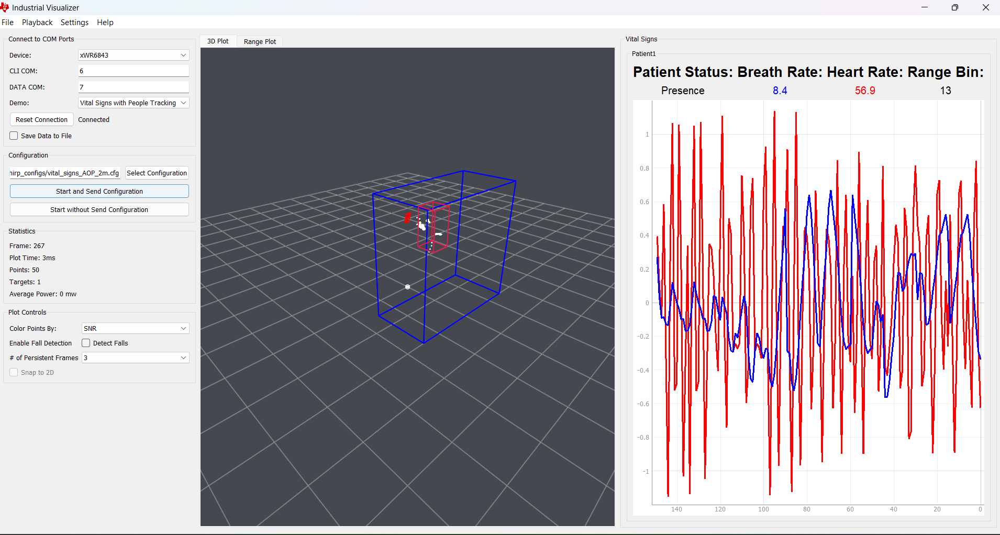 Industrial Visualizer
File Playback Settings Help
Connect to COM Ports
Device: xWR6843
CLI COM: 6
DATA COM: 7
Demo: Vital Signs with People Tracking
Reset Connection Connected
Save Data to File
Configuration
hirp_configs/vital_signs_AOP_2m.cfg Select Configuration
Start and Send Configuration
Start without Send Configuration
Statistics
Frame: 267
Plot Time: 3ms
Points: 50
Targets: 1
Average Power: 0 mw
Plot Controls
Color Points By: SNR
Enable Fall Detection Detect Falls
# of Persistent Frames 3
Snap to 2D
3D Plot Range Plot
Vital Signs
Patient1
Patient Status: Breath Rate: Heart Rate: Range Bin:
Presence 8.4 56.9 13
1
0.8
0.6
0.4
0.2
0
-0.2
-0.4
-0.6
-0.8
-1
140 120 100 80 60 40 20 0